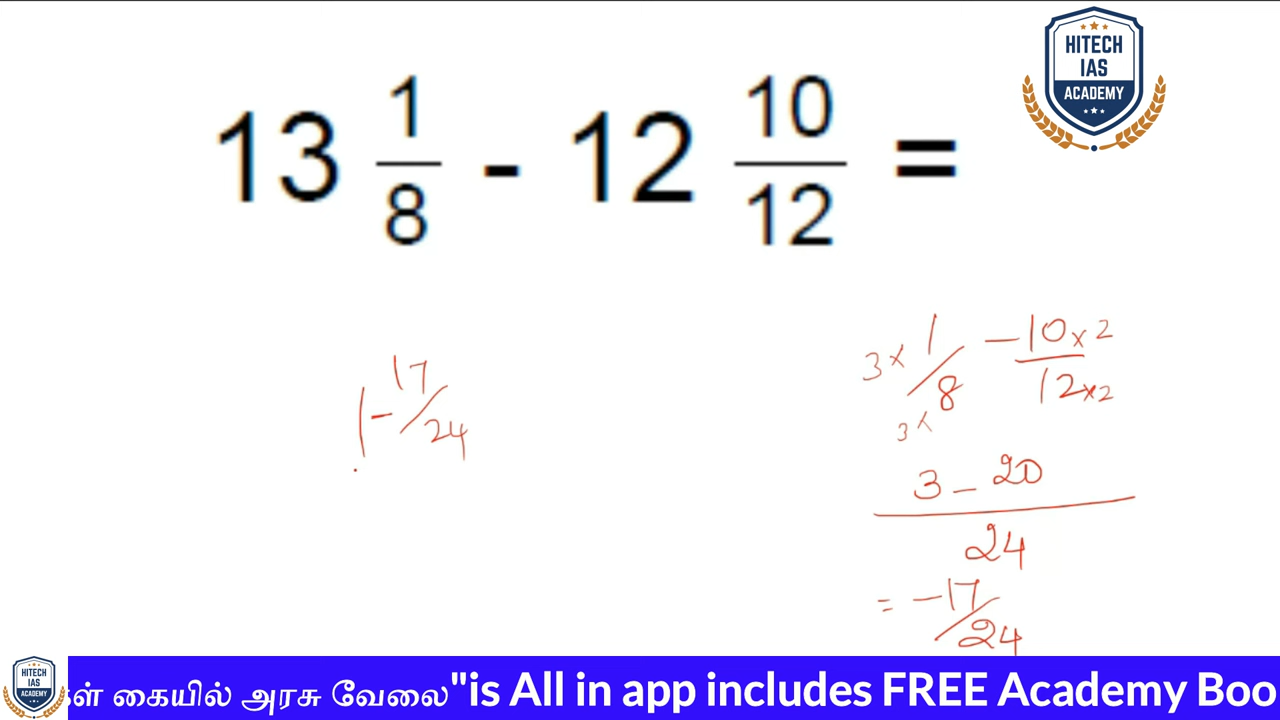 HITECH
IAS
ACADEMY
13 1/8 - 12 10/12 =
3 × 1/8 - 10 × 2
3 × 12 × 2
1 - 17/24
3 - 20
24
= - 17/24
HITECH
IAS
ACADEMY
கள் கையில் அரசு வேலை"is All in app includes FREE Academy Boo